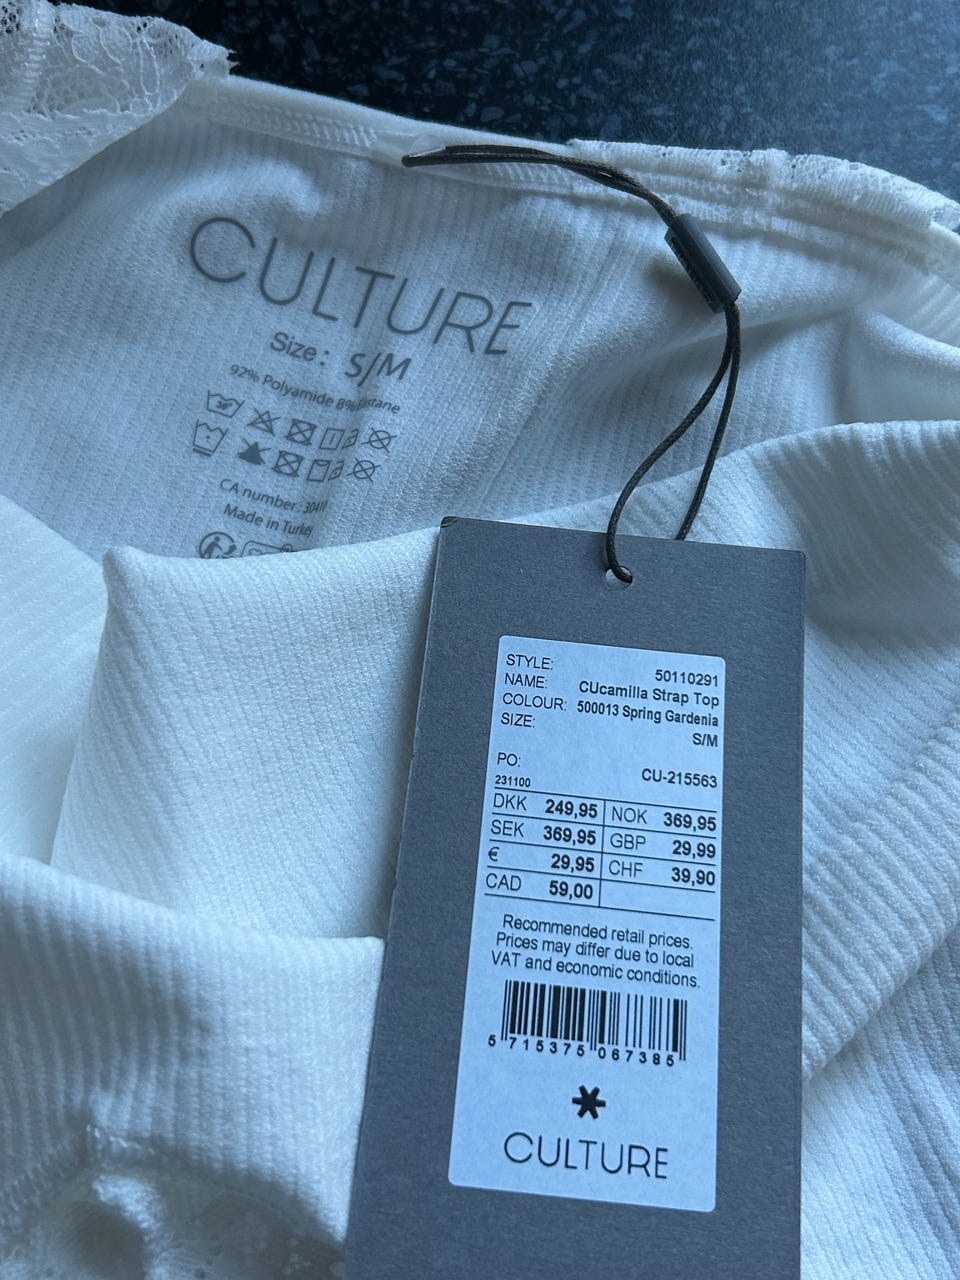 CULTURE
Size: S/M
92% Polyamide 8% Elastane
30°
CA number:
Made in Turkey
STYLE: 50110291
NAME: CUcamilla Strap Top
COLOUR: 500013 Spring Gardenia
SIZE: S/M
PO: CU-215563
231100
DKK 249,95 NOK 369,95
SEK 369,95 GBP 29,99
€ 29,95 CHF 39,90
CAD 59,00
Recommended retail prices.
Prices may differ due to local
VAT and economic conditions.
5 715375 067385
CULTURE